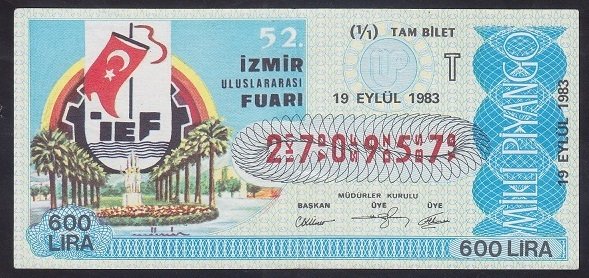 52.
İZMİR
ULUSLARARASI
FUARI
İEF
(1/1) TAM BİLET
T
19 EYLÜL 1983
270957
MÜDÜRLER KURULU
BAŞKAN ÜYE ÜYE
600
LİRA
600 LİRA
MİLLİ PİYANGO
19 EYLÜL 1983